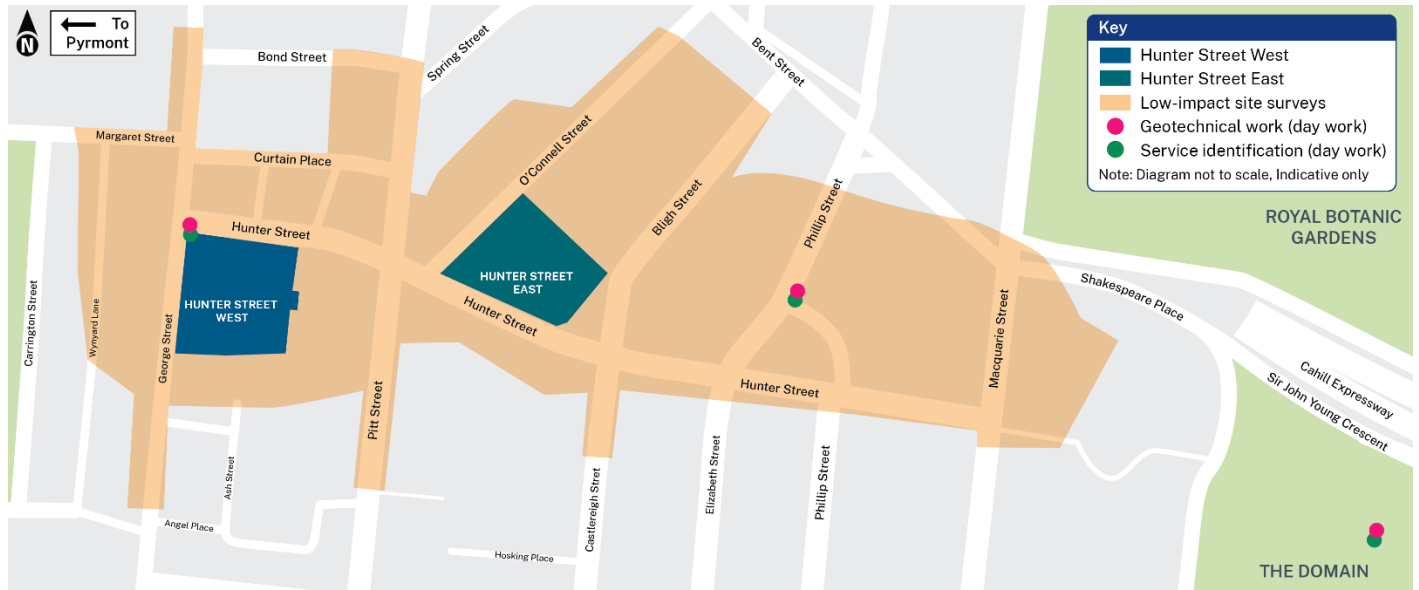 N
To
Pyrmont
Bond Street
Spring Street
Bent Street
Key
Hunter Street West
Hunter Street East
Low-impact site surveys
Geotechnical work (day work)
Service identification (day work)
Note: Diagram not to scale, Indicative only
ROYAL BOTANIC
GARDENS
Margaret Street
Curtain Place
O'Connell Street
Bligh Street
Phillip Street
Hunter Street
Carrington Street
Wynyard Lane
George Street
HUNTER STREET
WEST
HUNTER STREET
EAST
Hunter Street
Shakespeare Place
Macquarie Street
Cahill Expressway
Sir John Young Crescent
Pitt Street
Hunter Street
Ash Street
Angel Place
Castlereigh Stret
Elizabeth Street
Phillip Street
Hosking Place
THE DOMAIN